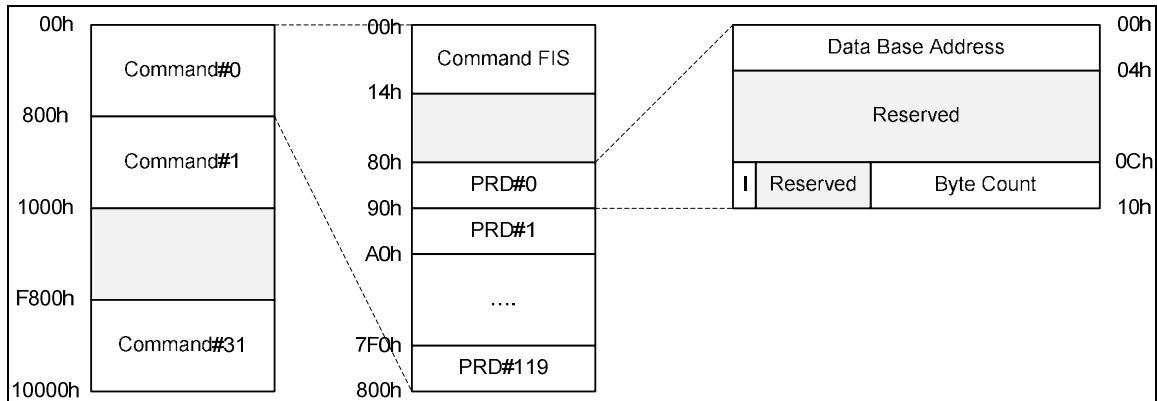 00h
Command#0
800h
Command#1
1000h
F800h
Command#31
10000h
00h
Command FIS
14h
80h
PRD#0
90h
PRD#1
A0h
....
7F0h
PRD#119
800h
Data Base Address
00h
04h
Reserved
0Ch
I Reserved Byte Count
10h